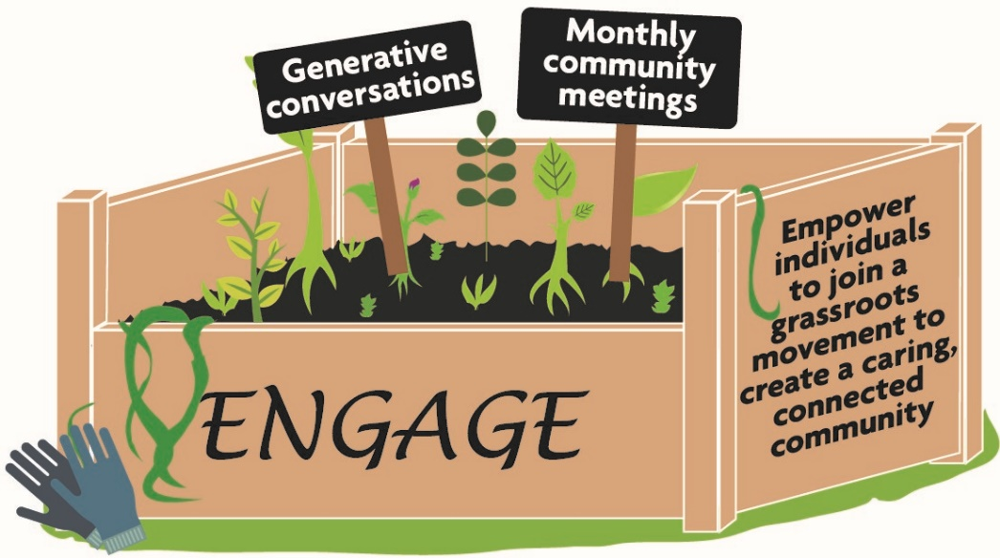 Generative
conversations
Monthly
community
meetings
Empower
individuals
to join a
grassroots
movement to
create a caring,
connected
community
ENGAGE